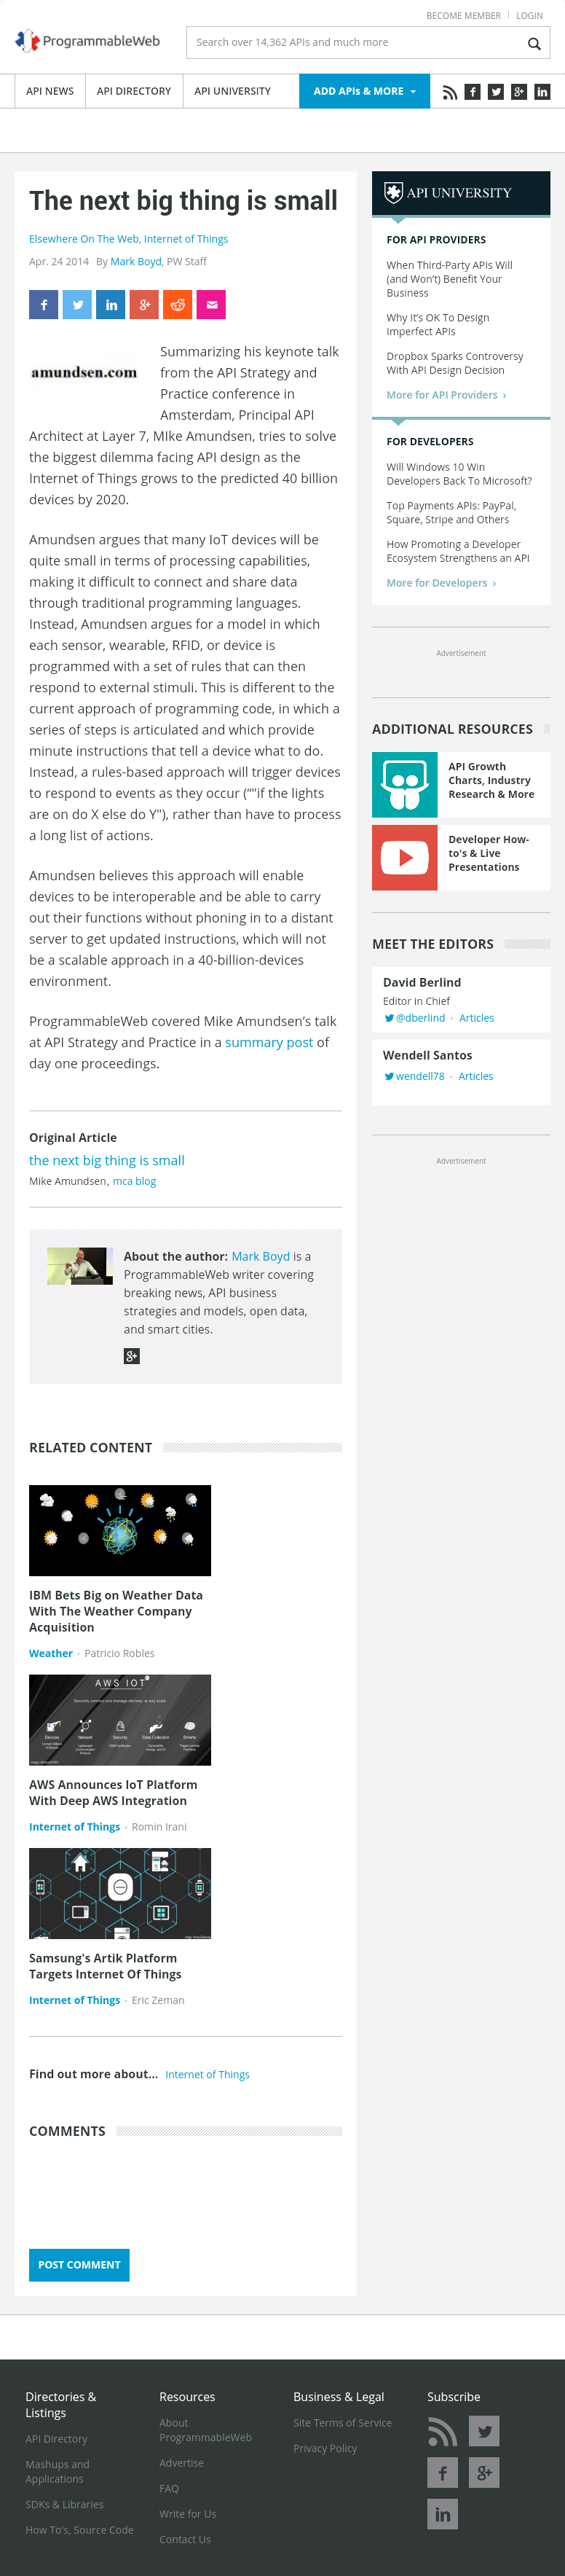 BECOME MEMBER | LOGIN
ProgrammableWeb
Search over 14,362 APIs and much more
API NEWS
API DIRECTORY
API UNIVERSITY
ADD APIs & MORE
The next big thing is small
Elsewhere On The Web, Internet of Things
Apr. 24 2014 By Mark Boyd, PW Staff
amundsen.com
Summarizing his keynote talk
from the API Strategy and
Practice conference in
Amsterdam, Principal API
Architect at Layer 7, MIke Amundsen, tries to solve
the biggest dilemma facing API design as the
Internet of Things grows to the predicted 40 billion
devices by 2020.
Amundsen argues that many IoT devices will be
quite small in terms of processing capabilities,
making it difficult to connect and share data
through traditional programming languages.
Instead, Amundsen argues for a model in which
each sensor, wearable, RFID, or device is
programmed with a set of rules that can then
respond to external stimuli. This is different to the
current approach of programming code, in which a
series of steps is articulated and which provide
minute instructions that tell a device what to do.
Instead, a rules-based approach will trigger devices
to respond to events as they occur (“"if the lights
are on do X else do Y"), rather than have to process
a long list of actions.
Amundsen believes this approach will enable
devices to be interoperable and be able to carry
out their functions without phoning in to a distant
server to get updated instructions, which will not
be a scalable approach in a 40-billion-devices
environment.
ProgrammableWeb covered Mike Amundsen’s talk
at API Strategy and Practice in a summary post of
day one proceedings.
Original Article
the next big thing is small
Mike Amundsen, mca blog
About the author: Mark Boyd is a
ProgrammableWeb writer covering
breaking news, API business
strategies and models, open data,
and smart cities.
RELATED CONTENT
IBM Bets Big on Weather Data
With The Weather Company
Acquisition
Weather · Patricio Robles
AWS IOT
Securely connect and manage devices, at any scale
Devices
Network
Security
Data Collection
AWS Announces IoT Platform
With Deep AWS Integration
Internet of Things · Romin Irani
Samsung's Artik Platform
Targets Internet Of Things
Internet of Things · Eric Zeman
Find out more about... Internet of Things
COMMENTS
POST COMMENT
API UNIVERSITY
FOR API PROVIDERS
When Third-Party APIs Will
(and Won’t) Benefit Your
Business
Why It’s OK To Design
Imperfect APIs
Dropbox Sparks Controversy
With API Design Decision
More for API Providers ›
FOR DEVELOPERS
Will Windows 10 Win
Developers Back To Microsoft?
Top Payments APIs: PayPal,
Square, Stripe and Others
How Promoting a Developer
Ecosystem Strengthens an API
More for Developers ›
Advertisement
ADDITIONAL RESOURCES
API Growth
Charts, Industry
Research & More
Developer How-
to's & Live
Presentations
MEET THE EDITORS
David Berlind
Editor in Chief
@dberlind · Articles
Wendell Santos
wendell78 · Articles
Advertisement
Directories &
Listings
API Directory
Mashups and
Applications
SDKs & Libraries
How To's, Source Code
Resources
About
ProgrammableWeb
Advertise
FAQ
Write for Us
Contact Us
Business & Legal
Site Terms of Service
Privacy Policy
Subscribe